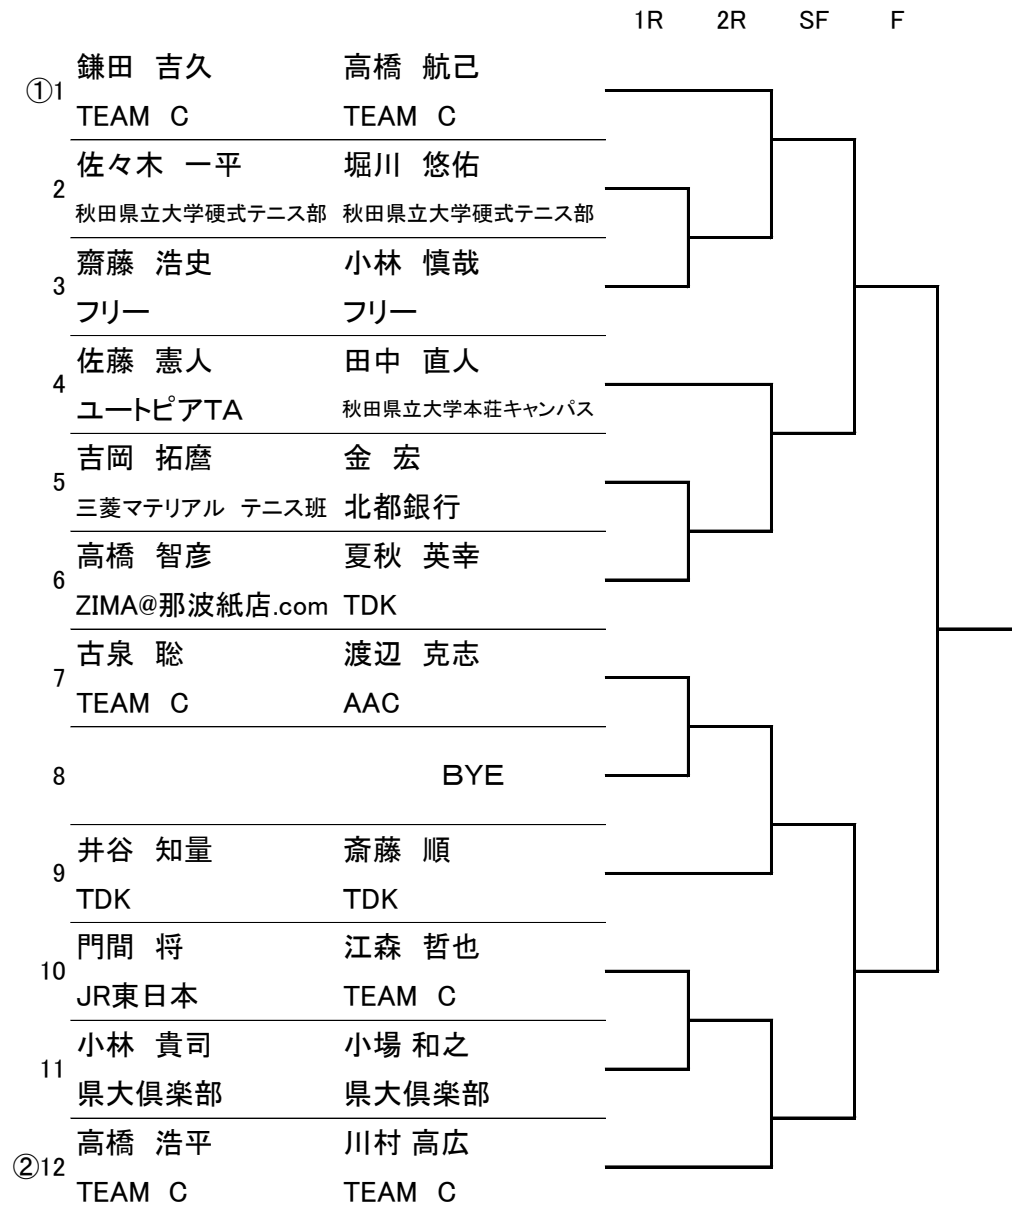 1R 2R SF F
鎌田 吉久 高橋 航己
①1
TEAM C TEAM C
佐々木 一平 堀川 悠佑
2
秋田県立大学硬式テニス部 秋田県立大学硬式テニス部
齋藤 浩史 小林 慎哉
3
フリー フリー
佐藤 憲人 田中 直人
4
ユートピアTA 秋田県立大学本荘キャンパス
吉岡 拓麿 金 宏
5
三菱マテリアル テニス班 北都銀行
高橋 智彦 夏秋 英幸
6
ZIMA@那波紙店.com TDK
古泉 聡 渡辺 克志
7
TEAM C AAC
8 BYE
井谷 知量 斎藤 順
9
TDK TDK
門間 将 江森 哲也
10
JR東日本 TEAM C
小林 貴司 小場 和之
11
県大倶楽部 県大倶楽部
高橋 浩平 川村 高広
②12
TEAM C TEAM C